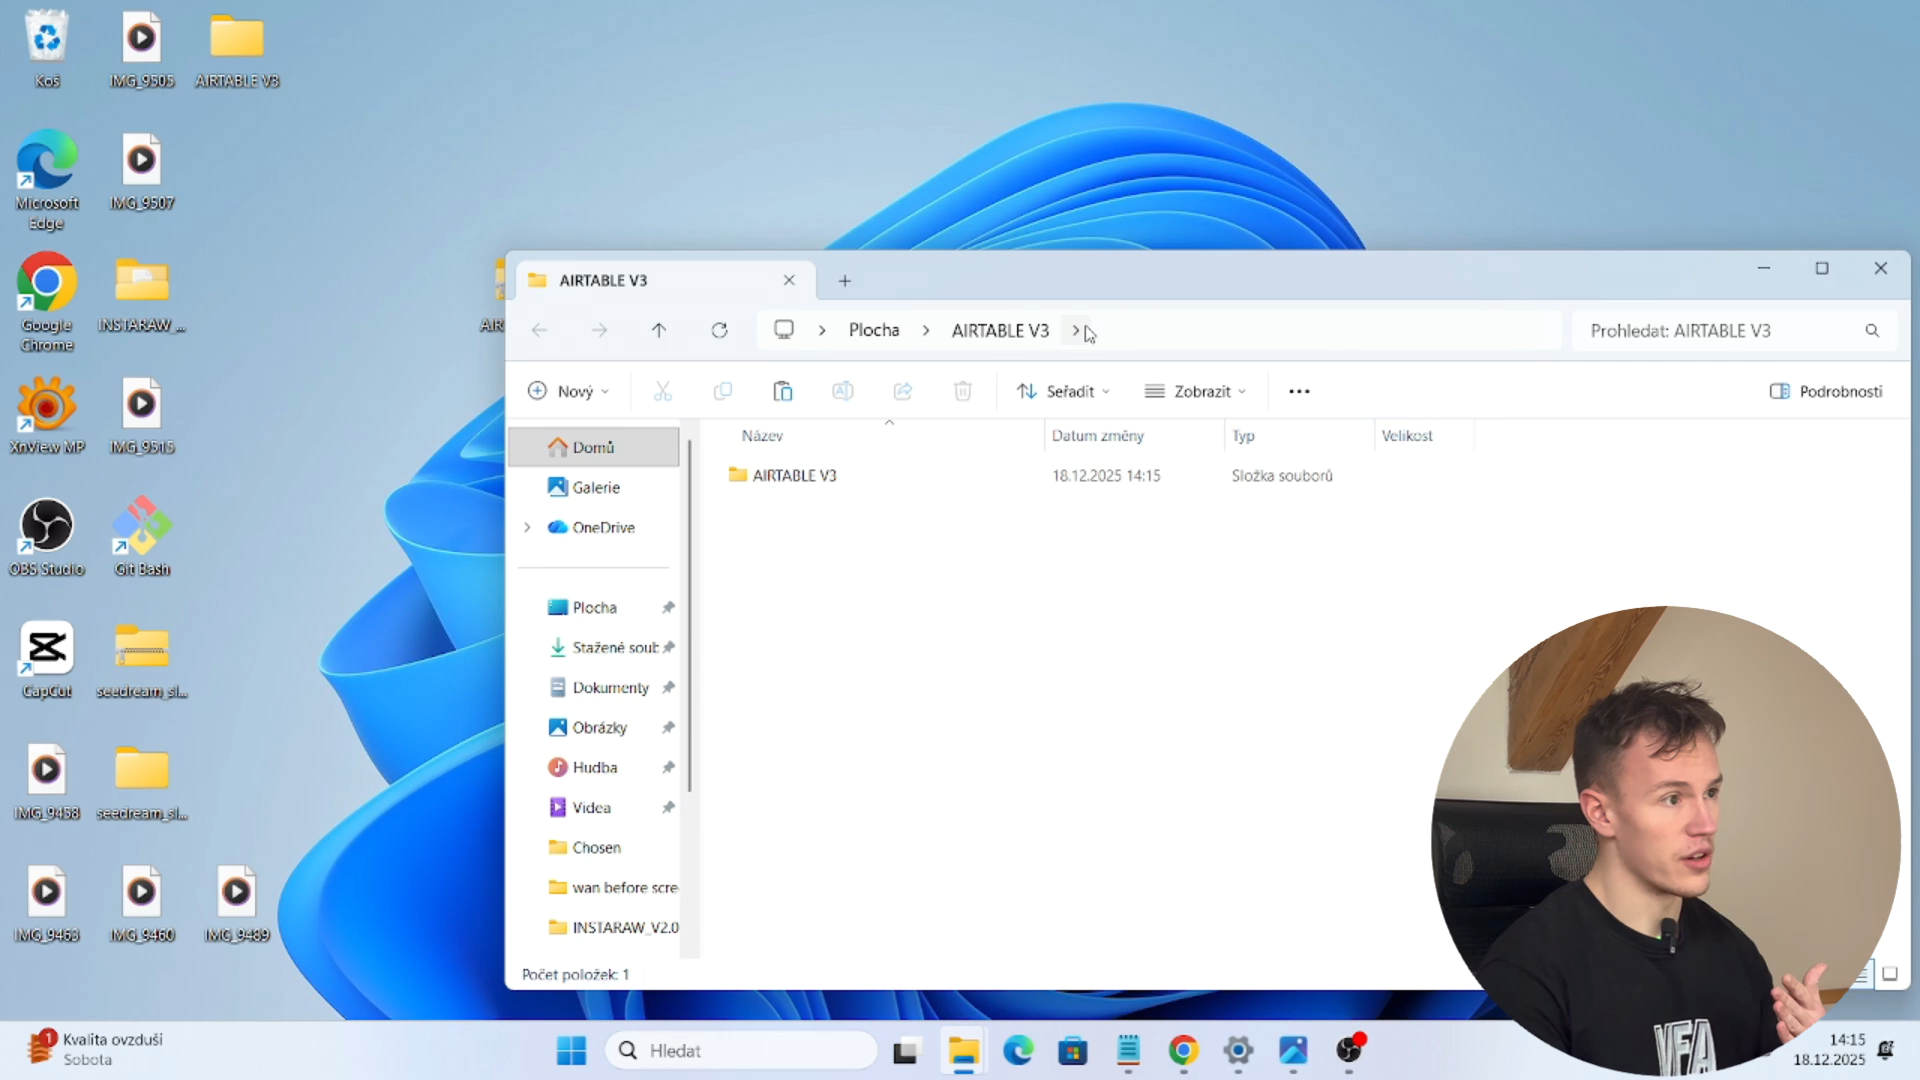 Koš
IMG_9505
AIRTABLE V3
Microsoft
Edge
IMG_9507
Google
Chrome
INSTARAW_...
AIR
XnView MP
IMG_9515
OBS Studio
Git Bash
CapCut
seedream_sl...
IMG_9458
seedream_sl...
IMG_9463
IMG_9460
IMG_9489
AIRTABLE V3
Plocha
AIRTABLE V3
Prohledat: AIRTABLE V3
Nový
Seřadit
Zobrazit
Podrobnosti
Název
Datum změny
Typ
Velikost
AIRTABLE V3
18.12.2025 14:15
Složka souborů
Domů
Galerie
OneDrive
Plocha
Stažené soub
Dokumenty
Obrázky
Hudba
Videa
Chosen
wan before scre
INSTARAW_V2.0
Počet položek: 1
1
Kvalita ovzduší
Sobota
Hledat
14:15
18.12.2025